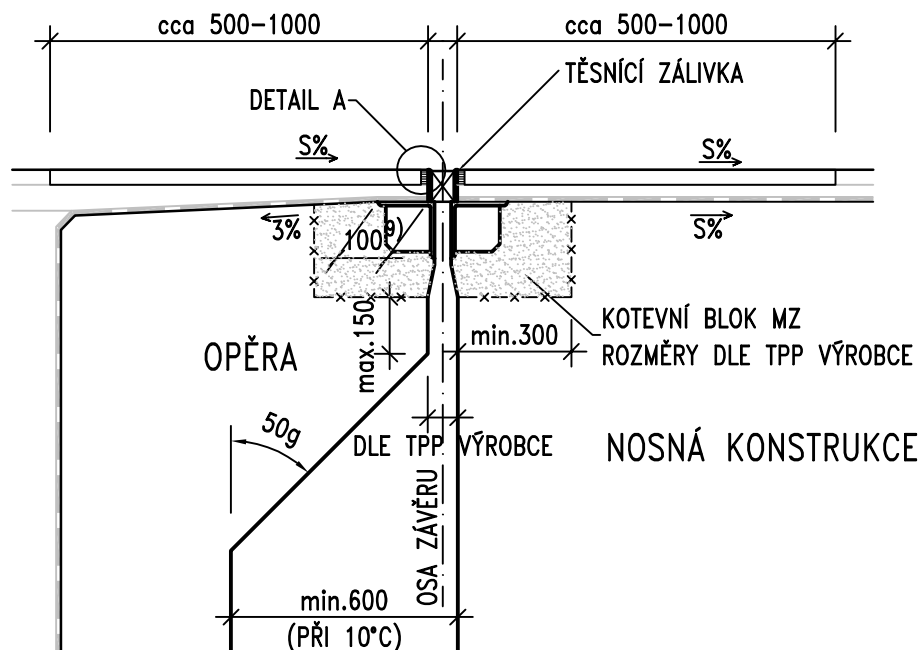 cca 500-1000
cca 500-1000
TĚSNÍCÍ ZÁLIVKA
DETAIL A
S%
S%
3%
100 9)
S%
max.150
min.300
KOTEVNÍ BLOK MZ
ROZMĚRY DLE TPP VÝROBCE
OPĚRA
50g
DLE TPP VÝROBCE
NOSNÁ KONSTRUKCE
OSA ZÁVĚRU
min.600
(PŘI 10°C)